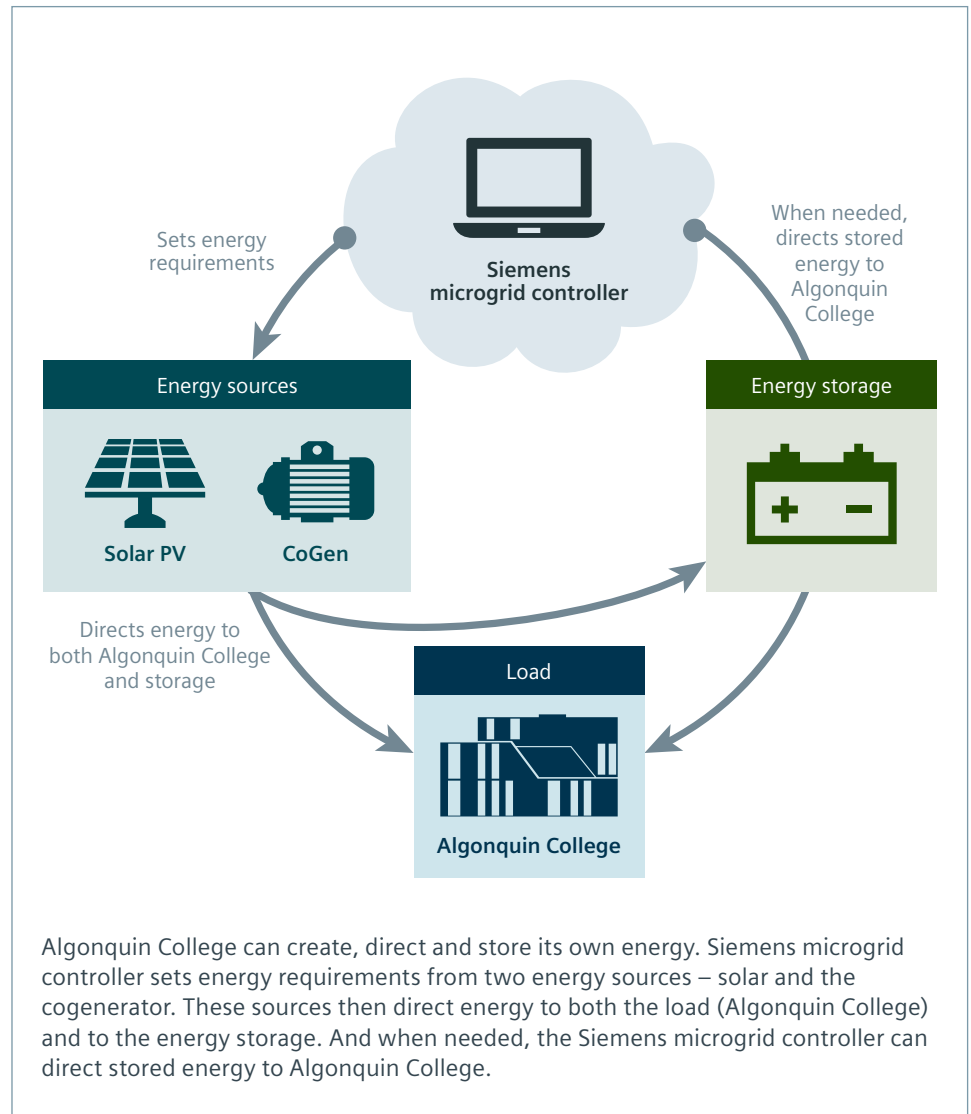 Siemens
microgrid controller
Sets energy
requirements
When needed,
directs stored
energy to
Algonquin
College
Energy sources
Solar PV
CoGen
Energy storage
Directs energy to
both Algonquin College
and storage
Load
Algonquin College
Algonquin College can create, direct and store its own energy. Siemens microgrid
controller sets energy requirements from two energy sources – solar and the
cogenerator. These sources then direct energy to both the load (Algonquin College)
and to the energy storage. And when needed, the Siemens microgrid controller can
direct stored energy to Algonquin College.